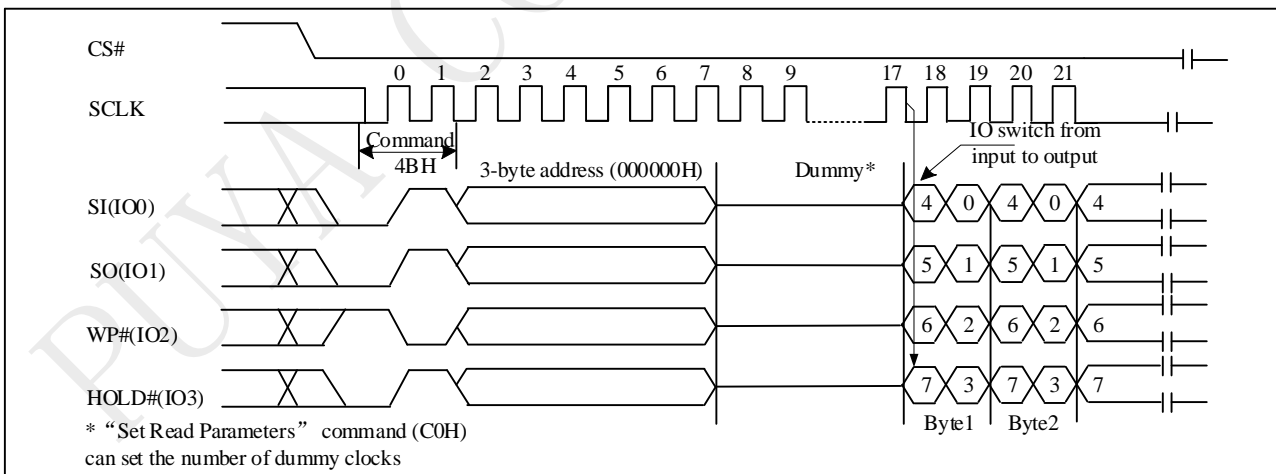 PUYA CO
CS#
0 1 2 3 4 5 6 7 8 9 17 18 19 20 21
SCLK
IO switch from
input to output
Command
4BH
3-byte address (000000H)
Dummy*
SI(IO0)
4 0 4 0 4
SO(IO1)
5 1 5 1 5
WP#(IO2)
6 2 6 2 6
HOLD#(IO3)
7 3 7 3 7
Byte1 Byte2
* “Set Read Parameters” command (C0H)
can set the number of dummy clocks